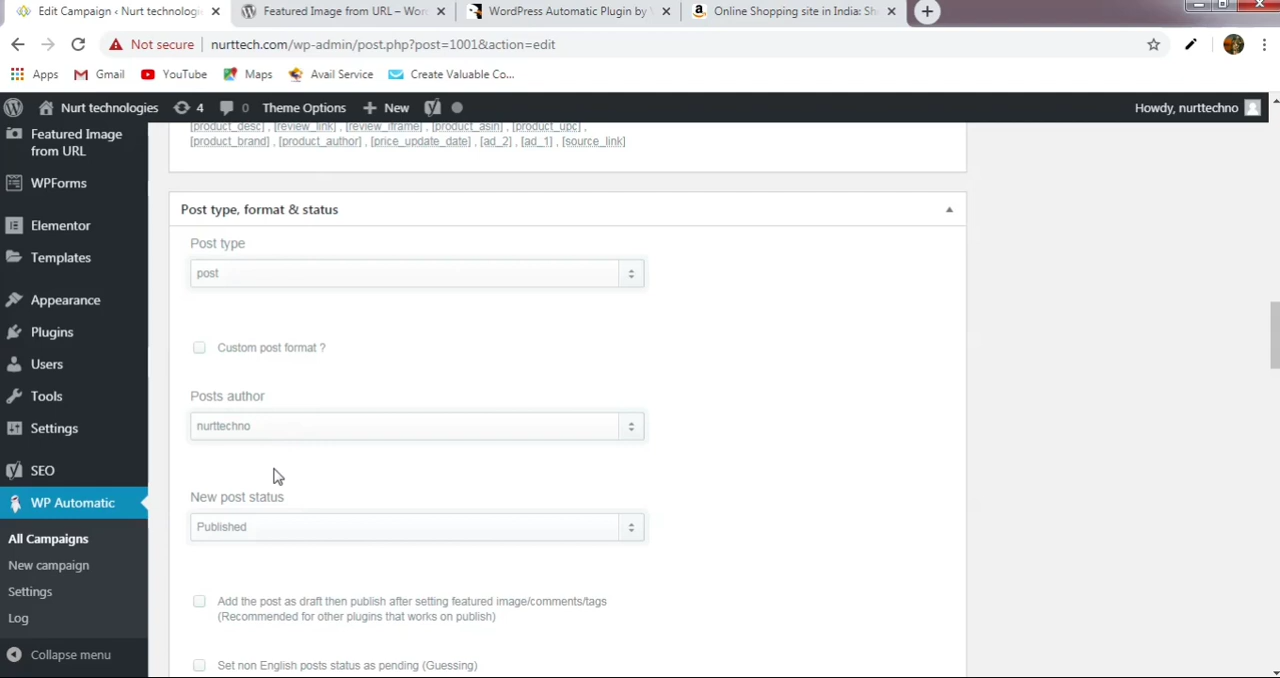 Edit Campaign ‹ Nurt technologi
Featured Image from URL – Wor
WordPress Automatic Plugin by V
Online Shopping site in India: Sh
Not secure
nurttech.com/wp-admin/post.php?post=1001&action=edit
Apps
Gmail
YouTube
Maps
Avail Service
Create Valuable Co...
Nurt technologies
4
0
Theme Options
New
Howdy, nurttechno
Featured Image
from URL
WPForms
Elementor
Templates
Appearance
Plugins
Users
Tools
Settings
SEO
WP Automatic
All Campaigns
New campaign
Settings
Log
Collapse menu
[product_desc] , [review_link] , [review_iframe] , [product_asin] , [product_upc] ,
[product_brand] , [product_author] , [price_update_date] , [ad_2] , [ad_1] , [source_link]
Post type, format & status
Post type
post
Custom post format ?
Posts author
nurttechno
New post status
Published
Add the post as draft then publish after setting featured image/comments/tags
(Recommended for other plugins that works on publish)
Set non English posts status as pending (Guessing)